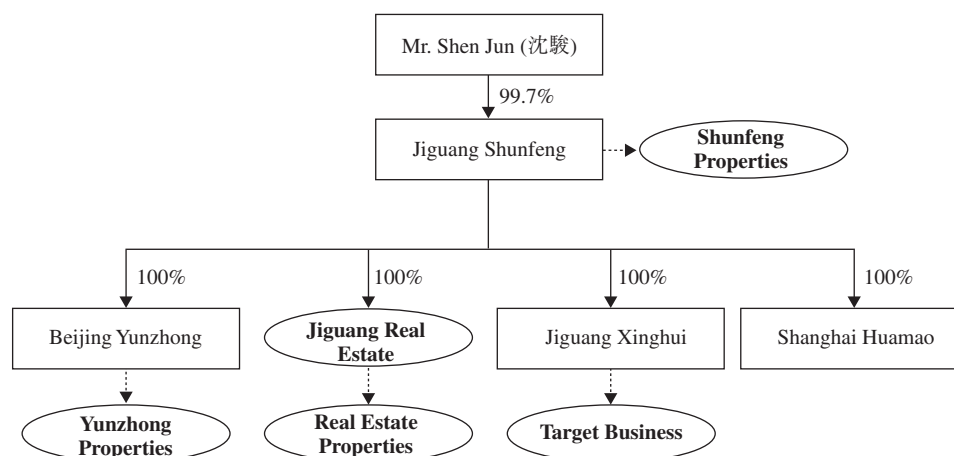 Mr. Shen Jun (沈駿)
99.7%
Jiguang Shunfeng
Shunfeng
Properties
100%
100%
100%
100%
Beijing Yunzhong
Jiguang Real
Estate
Jiguang Xinghui
Shanghai Huamao
Yunzhong
Properties
Real Estate
Properties
Target Business